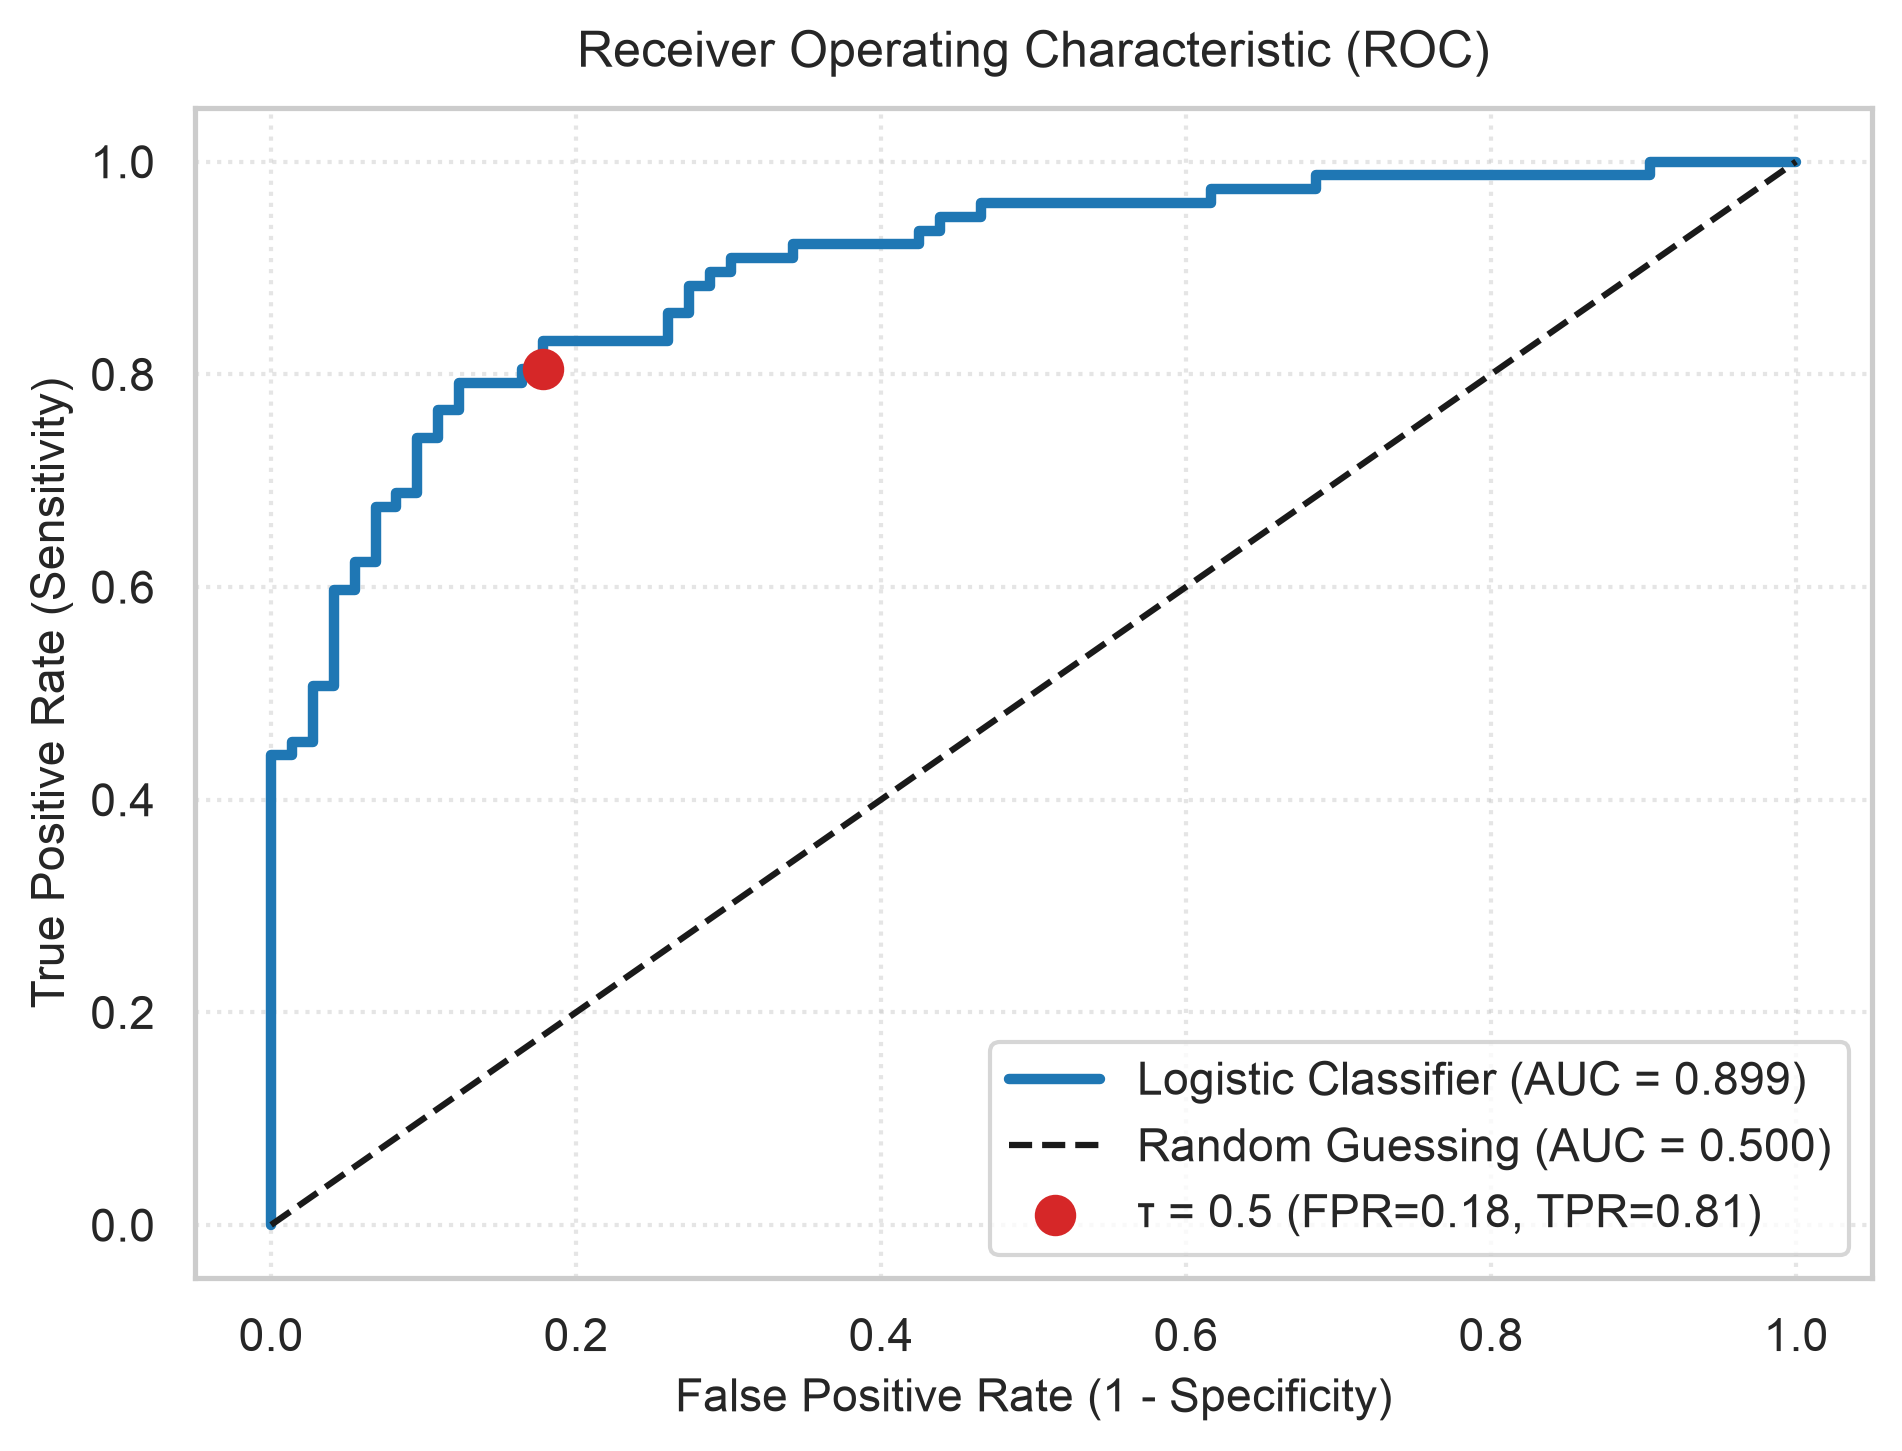 Receiver Operating Characteristic (ROC)
True Positive Rate (Sensitivity)
1.0
0.8
0.6
0.4
0.2
0.0
Logistic Classifier (AUC = 0.899)
Random Guessing (AUC = 0.500)
τ = 0.5 (FPR=0.18, TPR=0.81)
0.0 0.2 0.4 0.6 0.8 1.0
False Positive Rate (1 - Specificity)